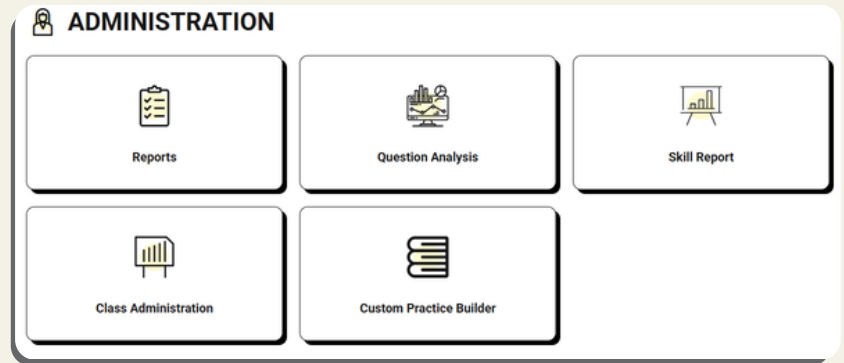 ADMINISTRATION
Reports
Question Analysis
Skill Report
Class Administration
Custom Practice Builder